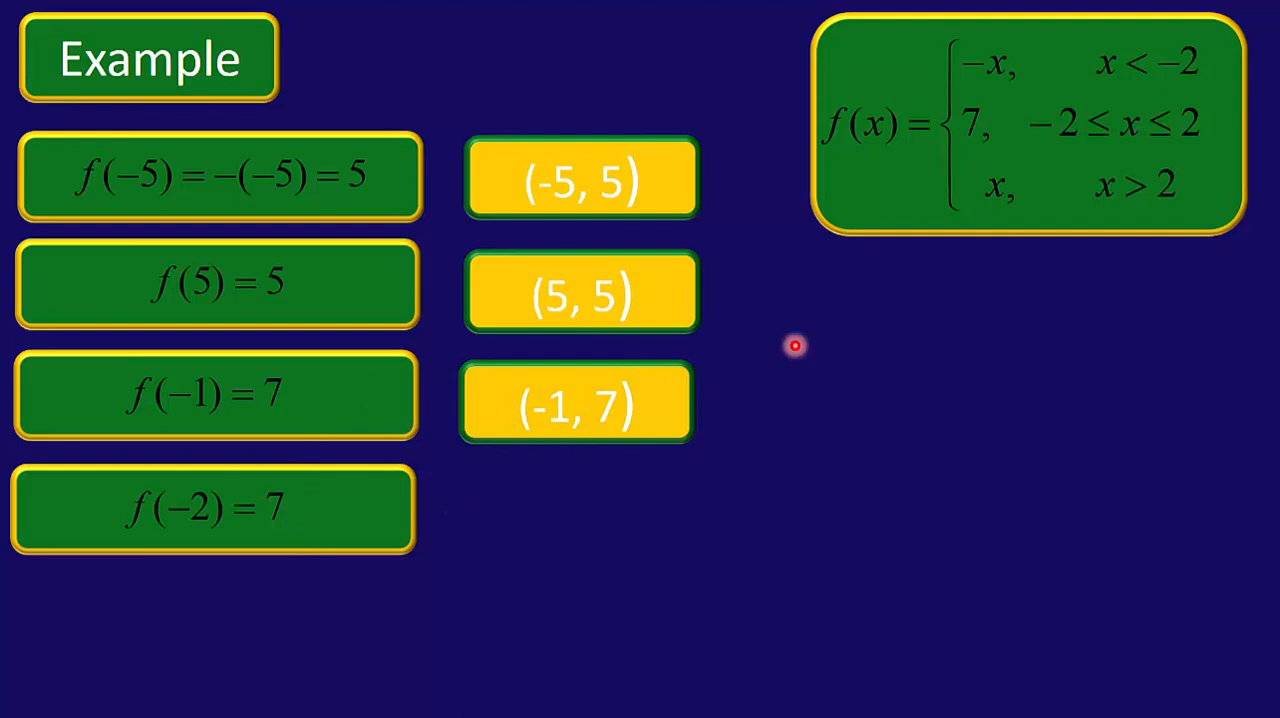 Example
f(−5) = −(−5) = 5
(-5, 5)
f(5) = 5
(5, 5)
f(−1) = 7
(-1, 7)
f(−2) = 7
−x, x < −2
f(x) = { 7, −2 ≤ x ≤ 2
x, x > 2